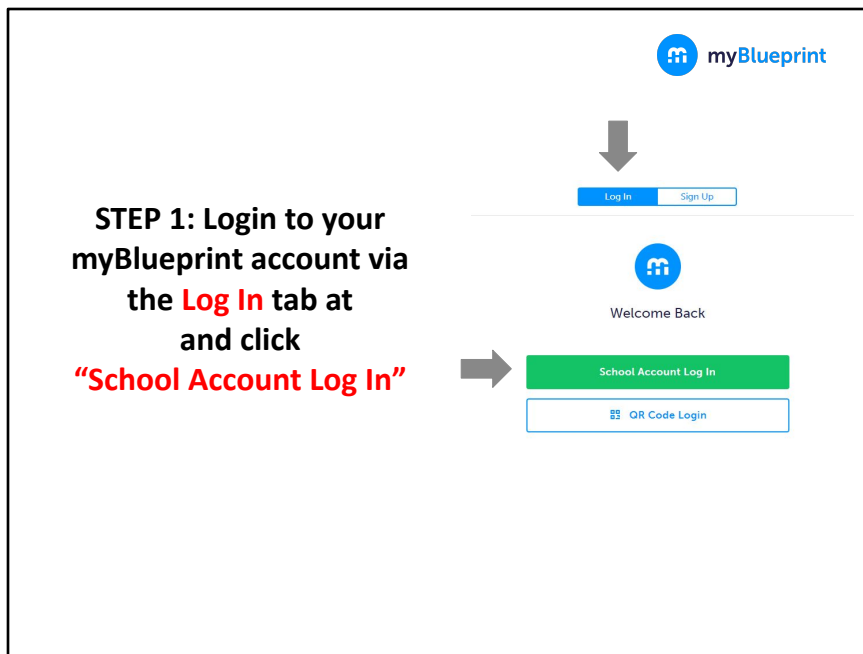 myBlueprint
Log In Sign Up
STEP 1: Login to your
myBlueprint account via
the Log In tab at
and click
“School Account Log In”
Welcome Back
School Account Log In
QR Code Login